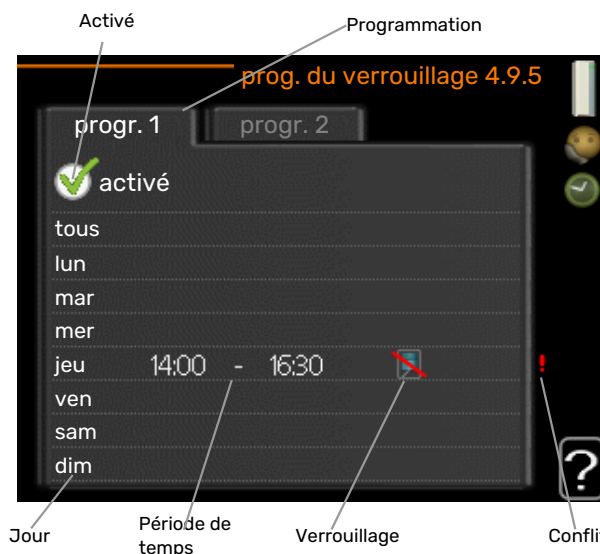 Activé
Programmation
prog. du verrouillage 4.9.5
progr. 1 progr. 2
activé
tous
lun
mar
mer
jeu 14:00 - 16:30 !
ven
sam
dim
?
Jour
Période de
temps
Verrouillage
Conflit